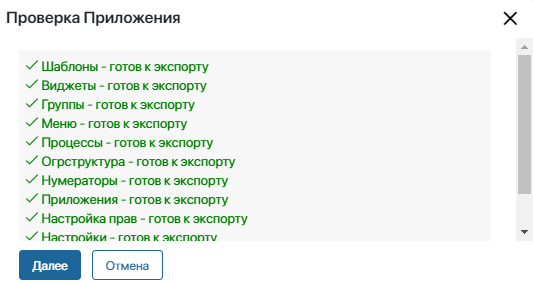 Проверка Приложения
Шаблоны - готов к экспорту
Виджеты - готов к экспорту
Группы - готов к экспорту
Меню - готов к экспорту
Процессы - готов к экспорту
Огрструктура - готов к экспорту
Нумераторы - готов к экспорту
Приложения - готов к экспорту
Настройка прав - готов к экспорту
Настройки - готов к экспорту
Далее
Отмена